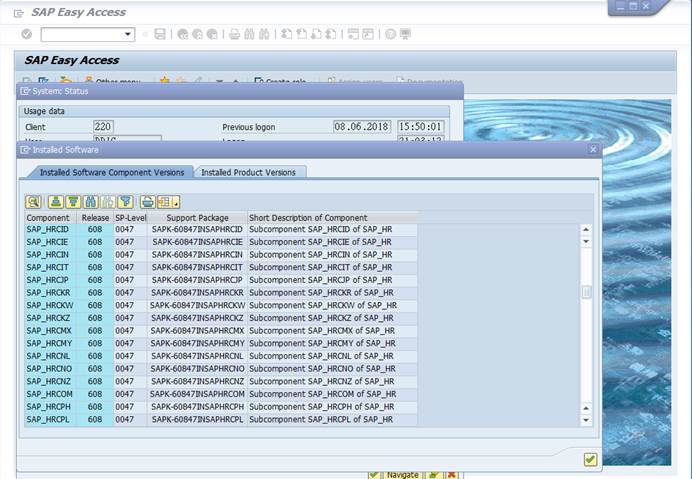 SAP Easy Access
SAP Easy Access
Other menu Create role Assign users Documentation
System: Status
Usage data
Client 220 Previous logon 08.06.2018 15:50:01
Installed Software
Installed Software Component Versions Installed Product Versions
Component Release SP-Level Support Package Short Description of Component
SAP_HRCID 608 0047 SAPK-60847INSAPHRCID Subcomponent SAP_HRCID of SAP_HR
SAP_HRCIE 608 0047 SAPK-60847INSAPHRCIE Subcomponent SAP_HRCIE of SAP_HR
SAP_HRCIN 608 0047 SAPK-60847INSAPHRCIN Subcomponent SAP_HRCIN of SAP_HR
SAP_HRCIT 608 0047 SAPK-60847INSAPHRCIT Subcomponent SAP_HRCIT of SAP_HR
SAP_HRCJP 608 0047 SAPK-60847INSAPHRCJP Subcomponent SAP_HRCJP of SAP_HR
SAP_HRCKR 608 0047 SAPK-60847INSAPHRCKR Subcomponent SAP_HRCKR of SAP_HR
SAP_HRCKW 608 0047 SAPK-60847INSAPHRCKW Subcomponent SAP_HRCKW of SAP_HR
SAP_HRCKZ 608 0047 SAPK-60847INSAPHRCKZ Subcomponent SAP_HRCKZ of SAP_HR
SAP_HRCMX 608 0047 SAPK-60847INSAPHRCMX Subcomponent SAP_HRCMX of SAP_HR
SAP_HRCMY 608 0047 SAPK-60847INSAPHRCMY Subcomponent SAP_HRCMY of SAP_HR
SAP_HRCNL 608 0047 SAPK-60847INSAPHRCNL Subcomponent SAP_HRCNL of SAP_HR
SAP_HRCNO 608 0047 SAPK-60847INSAPHRCNO Subcomponent SAP_HRCNO of SAP_HR
SAP_HRCNZ 608 0047 SAPK-60847INSAPHRCNZ Subcomponent SAP_HRCNZ of SAP_HR
SAP_HRCOM 608 0047 SAPK-60847INSAPHRCOM Subcomponent SAP_HRCOM of SAP_HR
SAP_HRCPH 608 0047 SAPK-60847INSAPHRCPH Subcomponent SAP_HRCPH of SAP_HR
SAP_HRCPL 608 0047 SAPK-60847INSAPHRCPL Subcomponent SAP_HRCPL of SAP_HR
Navigate